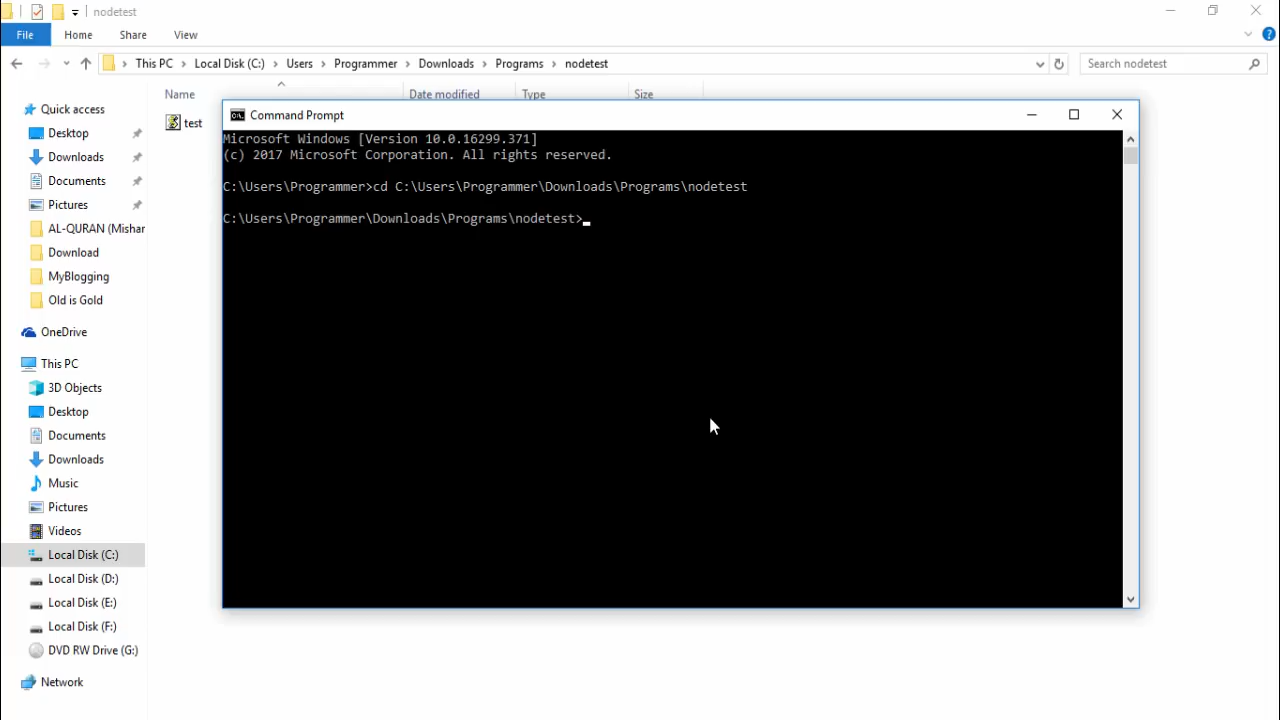 nodetest
File Home Share View
This PC Local Disk (C:) Users Programmer Downloads Programs nodetest Search nodetest
Name Date modified Type Size
test
Quick access
Desktop
Downloads
Documents
Pictures
AL-QURAN (Mishar
Download
MyBlogging
Old is Gold
OneDrive
This PC
3D Objects
Desktop
Documents
Downloads
Music
Pictures
Videos
Local Disk (C:)
Local Disk (D:)
Local Disk (E:)
Local Disk (F:)
DVD RW Drive (G:)
Network
Command Prompt
Microsoft Windows [Version 10.0.16299.371]
(c) 2017 Microsoft Corporation. All rights reserved.
C:\Users\Programmer>cd C:\Users\Programmer\Downloads\Programs\nodetest
C:\Users\Programmer\Downloads\Programs\nodetest>